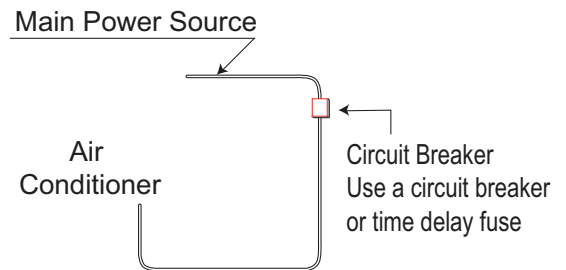 Main Power Source
Air
Conditioner
Circuit Breaker
Use a circuit breaker
or time delay fuse